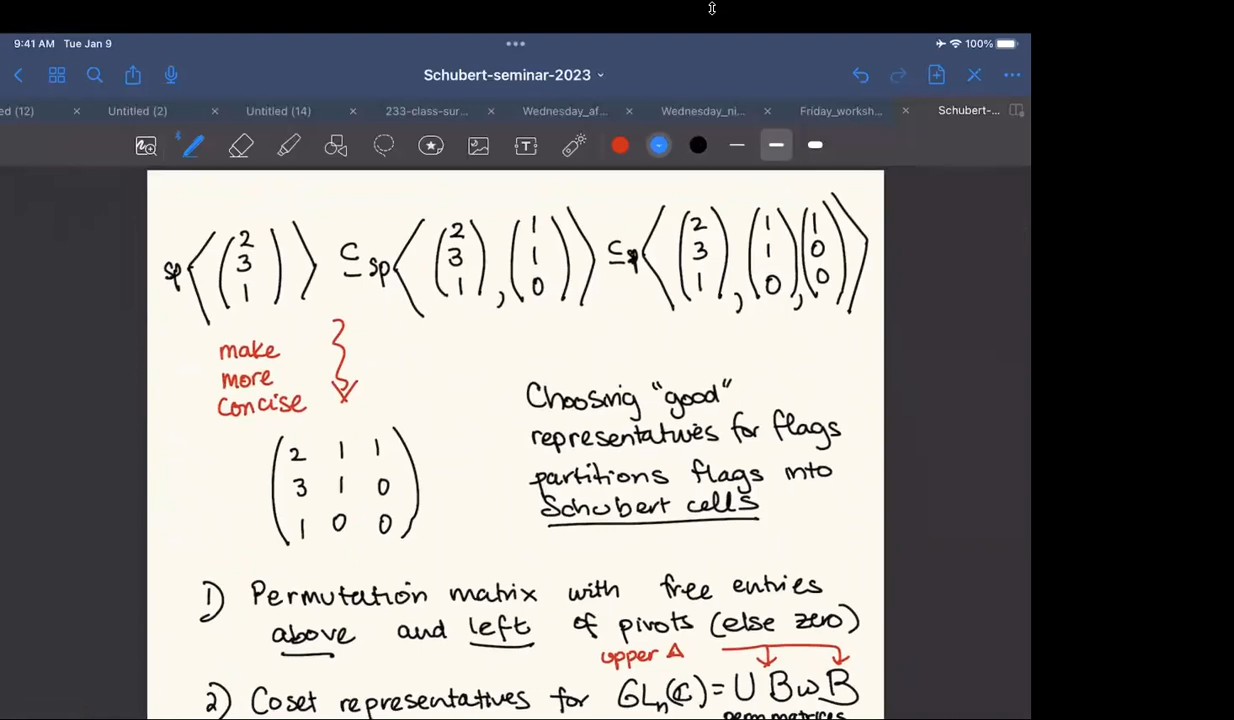 9:41 AM Tue Jan 9
100%
Schubert-seminar-2023
ed (12) Untitled (2) Untitled (14) 233-class-sur... Wednesday_af... Wednesday_ni... Friday_worksh... Schubert-...
sp⟨(2 3 1)⟩ ⊆ sp⟨(2 3 1), (1 1 0)⟩ ⊆ sp⟨(2 3 1), (1 1 0), (1 0 0)⟩
make
more
concise
2 1 1
3 1 0
1 0 0
Choosing "good"
representatives for flags
partitions flags into
Schubert cells
1) Permutation matrix with free entries
above and left of pivots (else zero)
upper Δ
2) Coset representatives for GLn(ℂ) = ∪ BωB
perm matrices